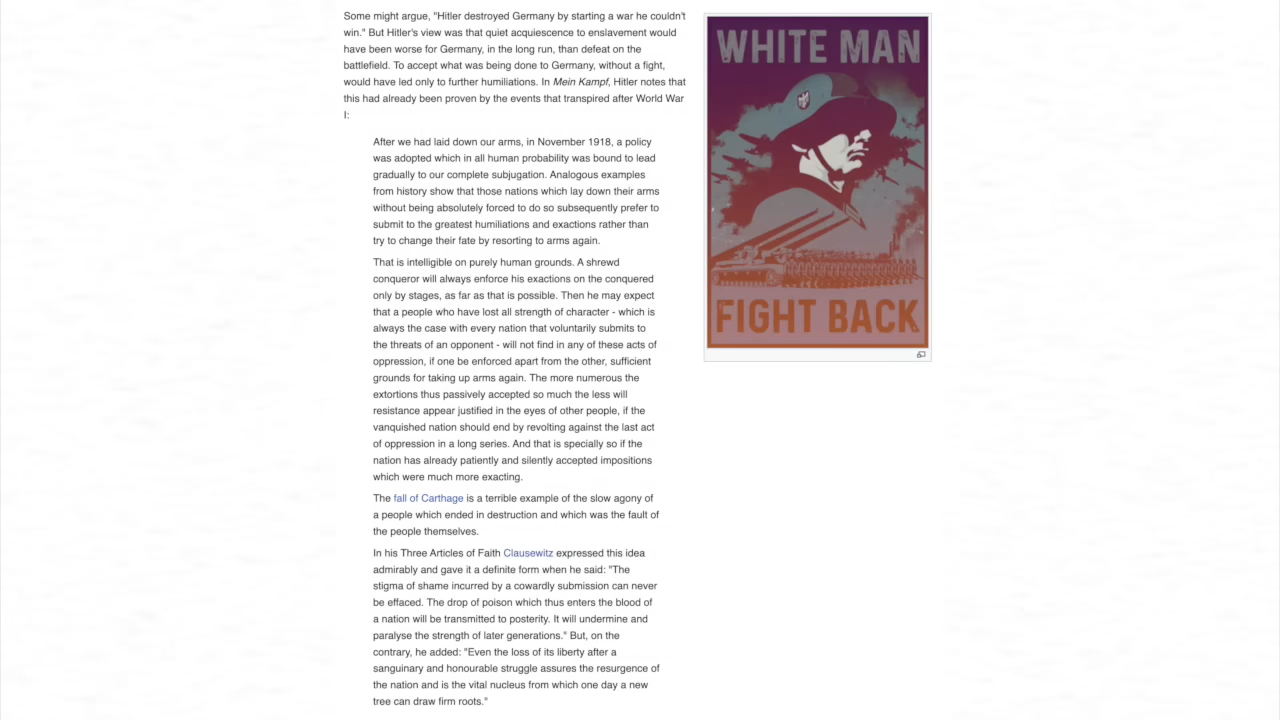 Some might argue, "Hitler destroyed Germany by starting a war he couldn't
win." But Hitler's view was that quiet acquiescence to enslavement would
have been worse for Germany, in the long run, than defeat on the
battlefield. To accept what was being done to Germany, without a fight,
would have led only to further humiliations. In Mein Kampf, Hitler notes that
this had already been proven by the events that transpired after World War
I:
After we had laid down our arms, in November 1918, a policy
was adopted which in all human probability was bound to lead
gradually to our complete subjugation. Analogous examples
from history show that those nations which lay down their arms
without being absolutely forced to do so subsequently prefer to
submit to the greatest humiliations and exactions rather than
try to change their fate by resorting to arms again.
That is intelligible on purely human grounds. A shrewd
conqueror will always enforce his exactions on the conquered
only by stages, as far as that is possible. Then he may expect
that a people who have lost all strength of character - which is
always the case with every nation that voluntarily submits to
the threats of an opponent - will not find in any of these acts of
oppression, if one be enforced apart from the other, sufficient
grounds for taking up arms again. The more numerous the
extortions thus passively accepted so much the less will
resistance appear justified in the eyes of other people, if the
vanquished nation should end by revolting against the last act
of oppression in a long series. And that is specially so if the
nation has already patiently and silently accepted impositions
which were much more exacting.
The fall of Carthage is a terrible example of the slow agony of
a people which ended in destruction and which was the fault of
the people themselves.
In his Three Articles of Faith Clausewitz expressed this idea
admirably and gave it a definite form when he said: "The
stigma of shame incurred by a cowardly submission can never
be effaced. The drop of poison which thus enters the blood of
a nation will be transmitted to posterity. It will undermine and
paralyse the strength of later generations." But, on the
contrary, he added: "Even the loss of its liberty after a
sanguinary and honourable struggle assures the resurgence of
the nation and is the vital nucleus from which one day a new
tree can draw firm roots."
WHITE MAN
FIGHT BACK